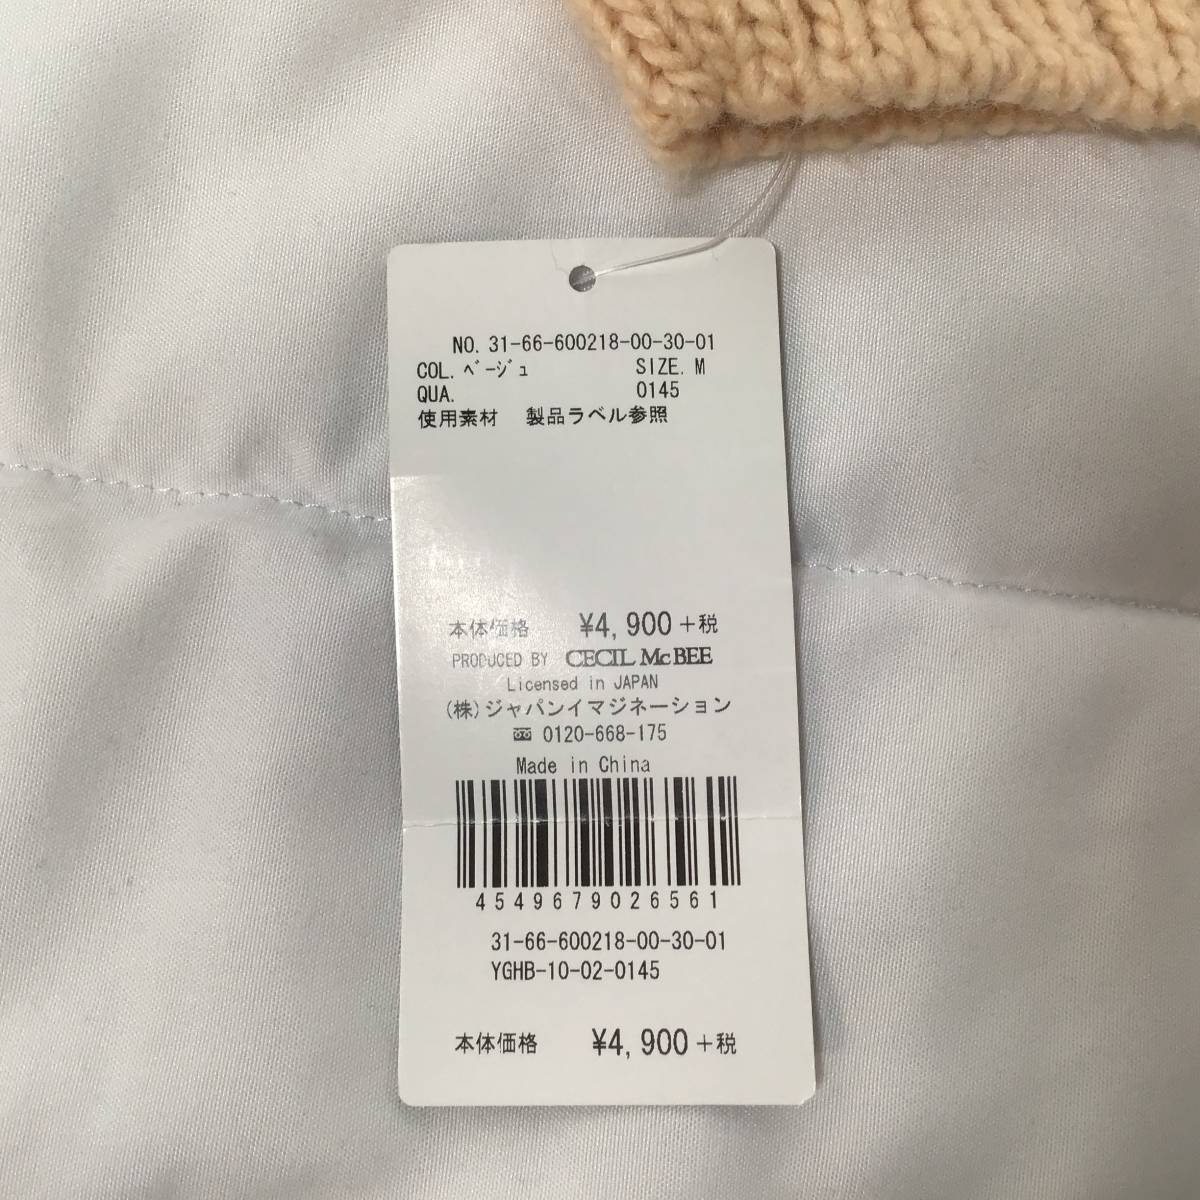 NO. 31-66-600218-00-30-01
COL. ﾍﾞｰｼﾞｭ SIZE. M
QUA. 0145
使用素材 製品ラベル参照
本体価格 ¥4,900+税
PRODUCED BY CECIL McBEE
Licensed in JAPAN
(株)ジャパンイマジネーション
0120-668-175
Made in China
4549679026561
31-66-600218-00-30-01
YGHB-10-02-0145
本体価格 ¥4,900+税